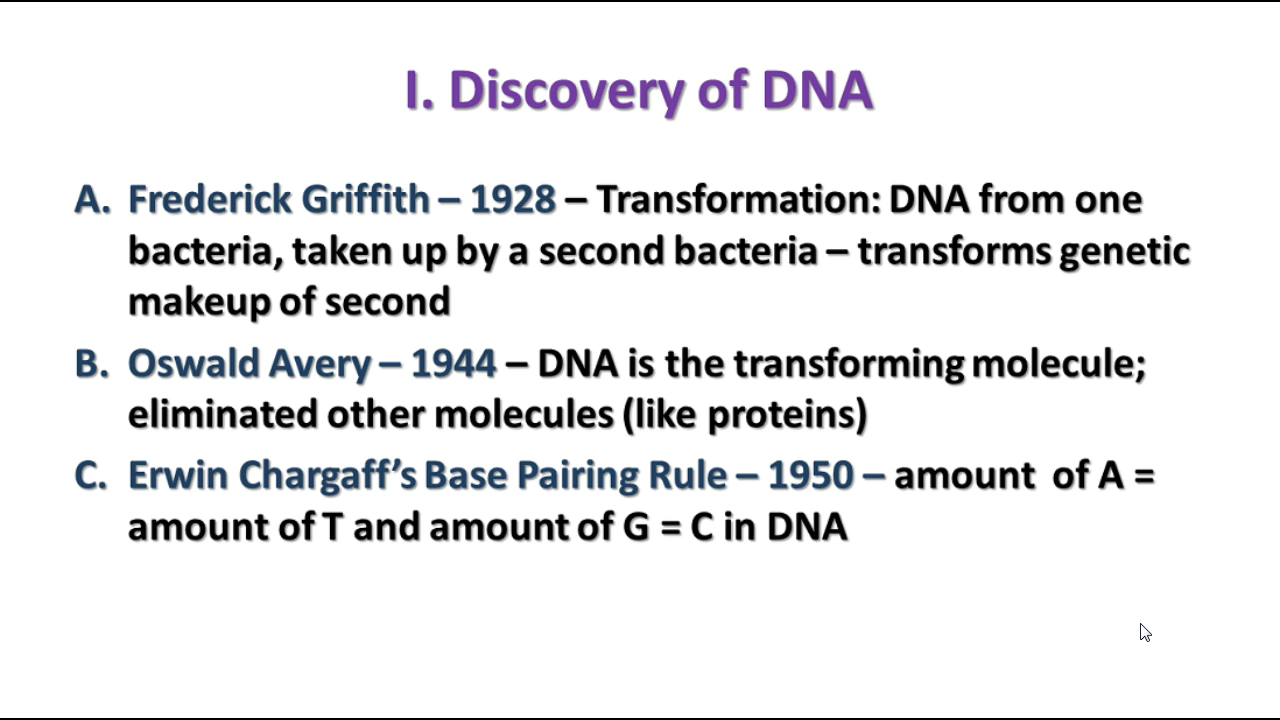 I. Discovery of DNA
A. Frederick Griffith – 1928 – Transformation: DNA from one
bacteria, taken up by a second bacteria – transforms genetic
makeup of second
B. Oswald Avery – 1944 – DNA is the transforming molecule;
eliminated other molecules (like proteins)
C. Erwin Chargaff’s Base Pairing Rule – 1950 – amount of A =
amount of T and amount of G = C in DNA